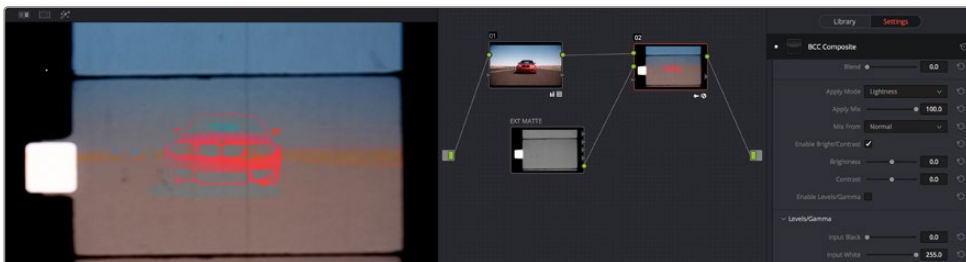 Library Settings
BCC Composite
Blend 0.0
Apply Mode Lightness
Apply Mix 100.0
Mix From Normal
Enable Bright/Contrast
Brightness 0.0
Contrast 0.0
Enable Levels/Gamma
Levels/Gamma
Input Black 0.0
Input White 255.0
01
02
EXT MATTE